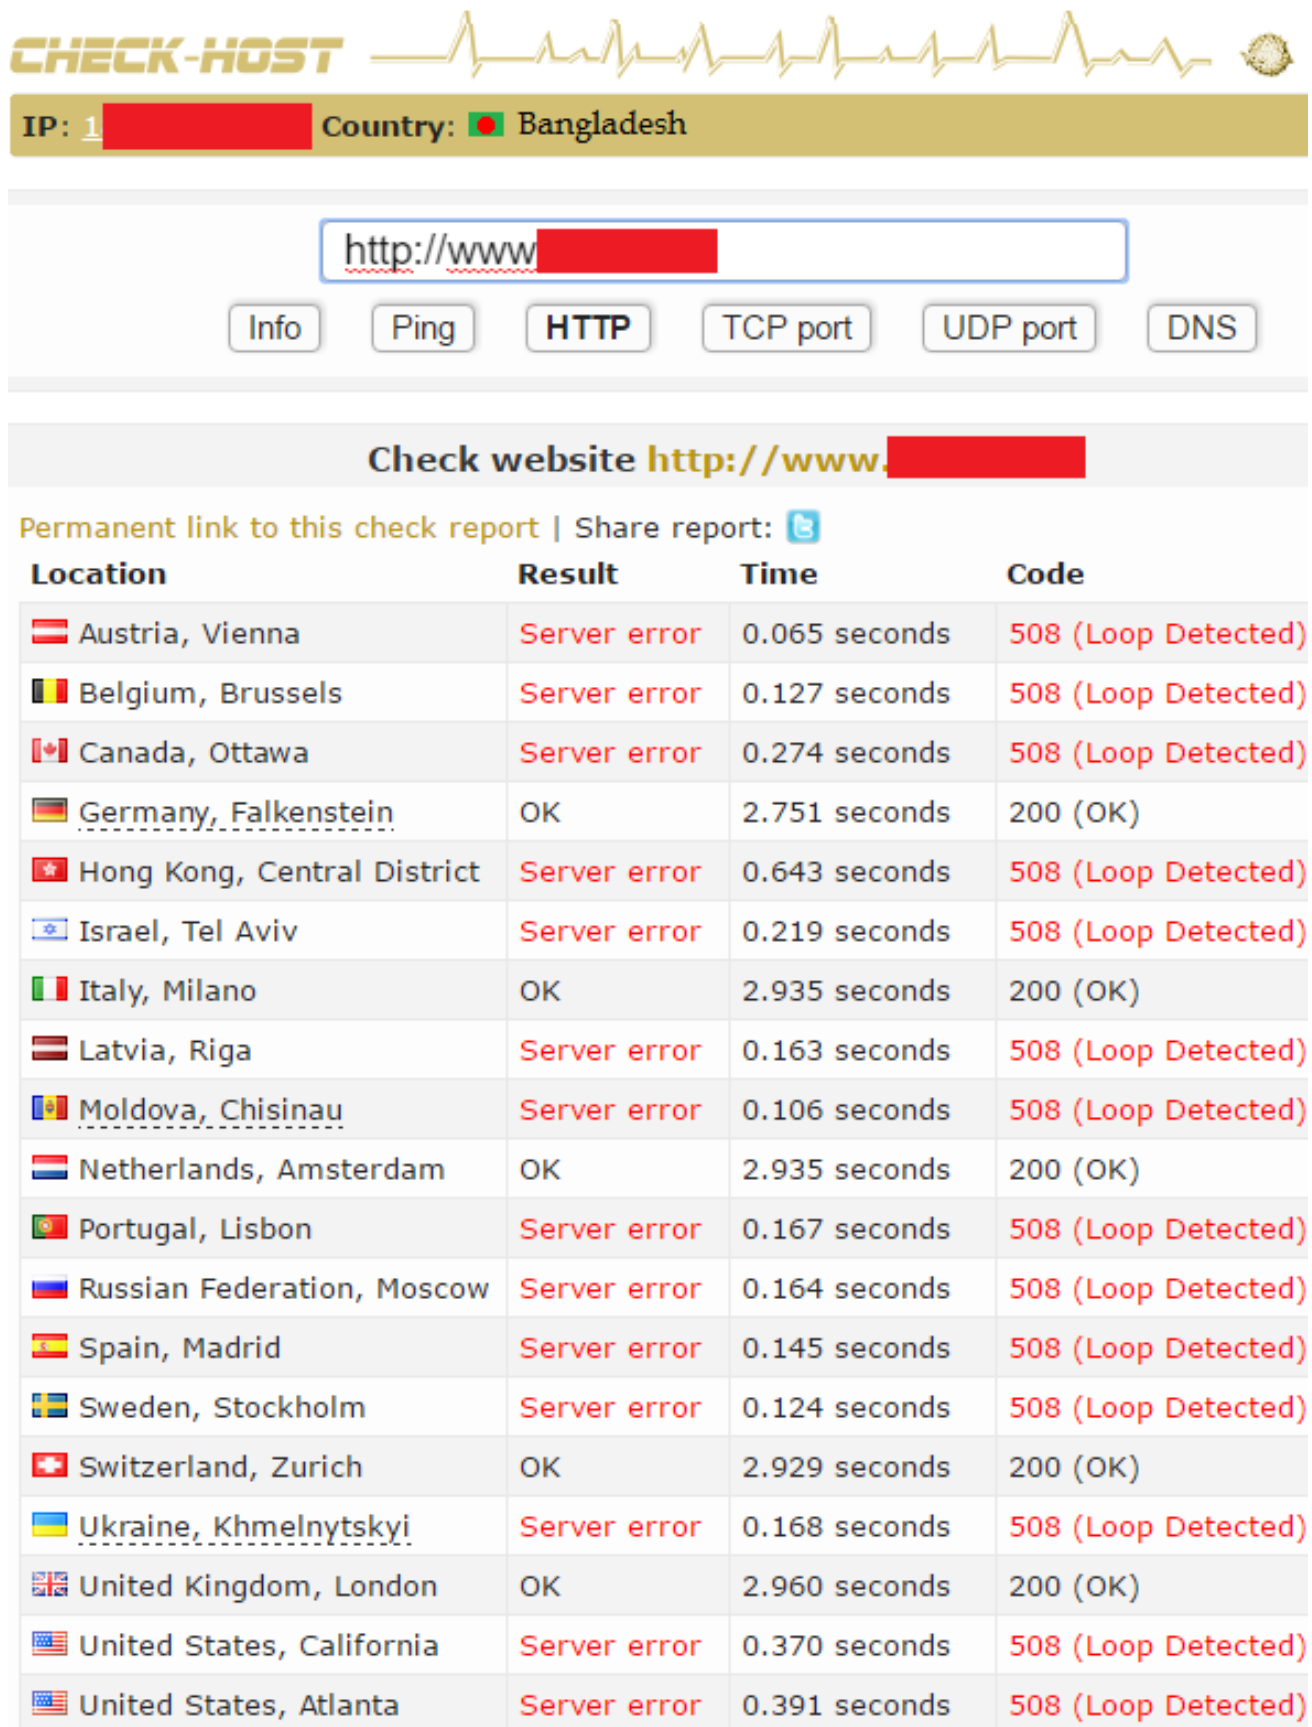 CHECK-HOST
IP: 1 Country: Bangladesh
http://www
Info Ping HTTP TCP port UDP port DNS
Check website http://www.
Permanent link to this check report | Share report:
Location Result Time Code
Austria, Vienna Server error 0.065 seconds 508 (Loop Detected)
Belgium, Brussels Server error 0.127 seconds 508 (Loop Detected)
Canada, Ottawa Server error 0.274 seconds 508 (Loop Detected)
Germany, Falkenstein OK 2.751 seconds 200 (OK)
Hong Kong, Central District Server error 0.643 seconds 508 (Loop Detected)
Israel, Tel Aviv Server error 0.219 seconds 508 (Loop Detected)
Italy, Milano OK 2.935 seconds 200 (OK)
Latvia, Riga Server error 0.163 seconds 508 (Loop Detected)
Moldova, Chisinau Server error 0.106 seconds 508 (Loop Detected)
Netherlands, Amsterdam OK 2.935 seconds 200 (OK)
Portugal, Lisbon Server error 0.167 seconds 508 (Loop Detected)
Russian Federation, Moscow Server error 0.164 seconds 508 (Loop Detected)
Spain, Madrid Server error 0.145 seconds 508 (Loop Detected)
Sweden, Stockholm Server error 0.124 seconds 508 (Loop Detected)
Switzerland, Zurich OK 2.929 seconds 200 (OK)
Ukraine, Khmelnytskyi Server error 0.168 seconds 508 (Loop Detected)
United Kingdom, London OK 2.960 seconds 200 (OK)
United States, California Server error 0.370 seconds 508 (Loop Detected)
United States, Atlanta Server error 0.391 seconds 508 (Loop Detected)